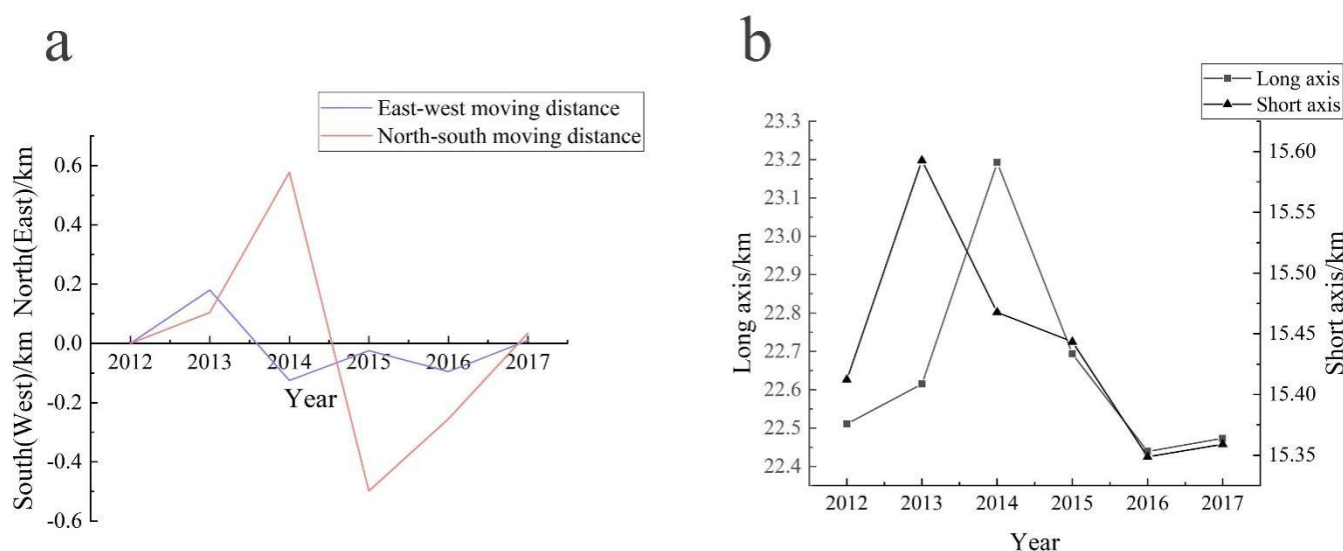 a
East-west moving distance
North-south moving distance
South(West)/km North(East)/km
0.6
0.4
0.2
0.0
-0.2
-0.4
-0.6
2012 2013 2014 2015 2016 2017
Year
b
Long axis
Short axis
Long axis/km
23.3
23.2
23.1
23.0
22.9
22.8
22.7
22.6
22.5
22.4
15.60
15.55
15.50
15.45
15.40
15.35
Short axis/km
2012 2013 2014 2015 2016 2017
Year